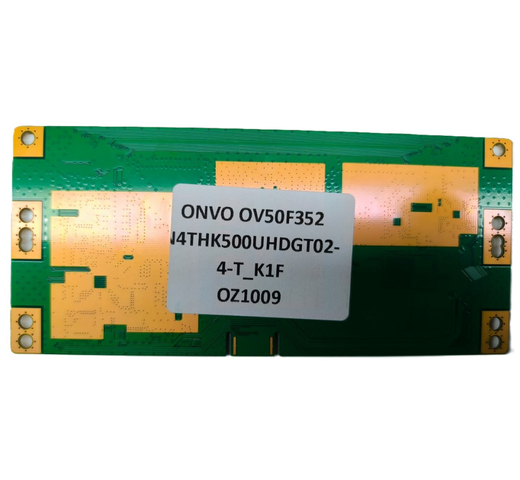 ONVO OV50F352
N4THK500UHDGT02-
4-T_K1F
OZ1009